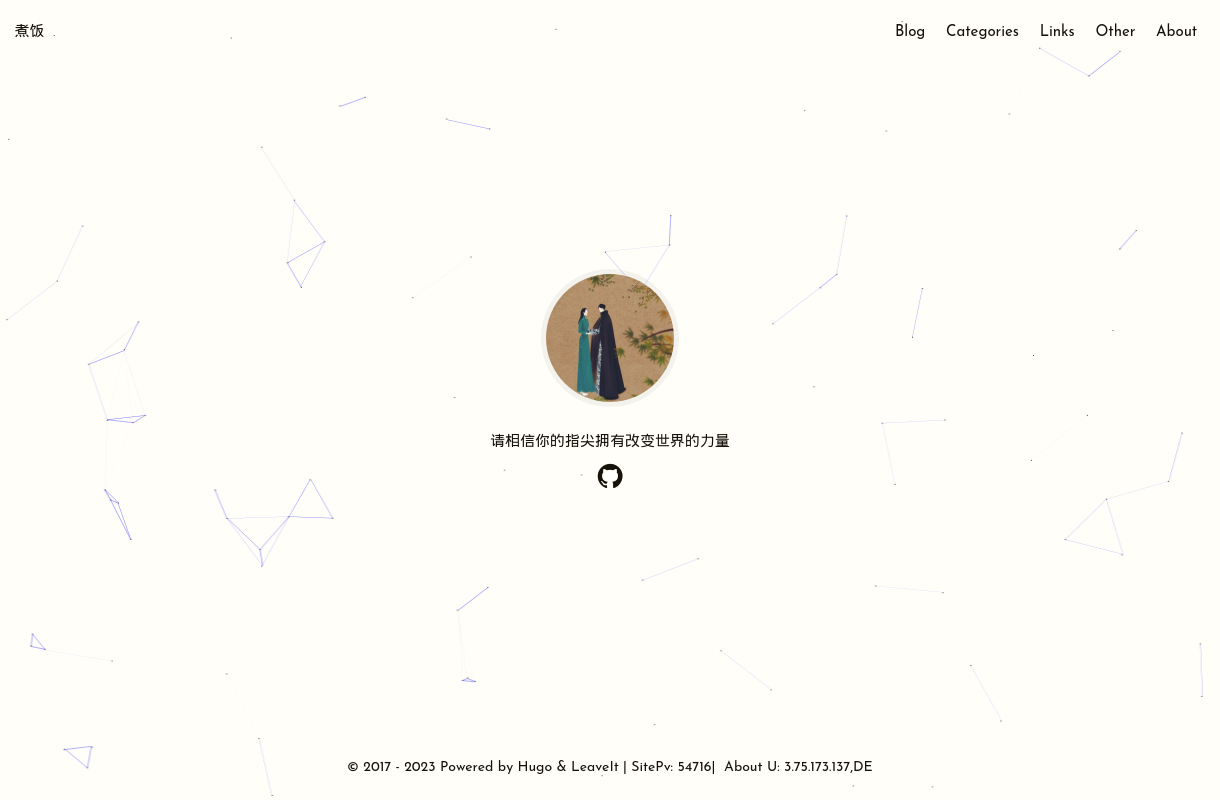 煮饭
Blog Categories Links Other About
请相信你的指尖拥有改变世界的力量
© 2017 - 2023 Powered by Hugo & LeaveIt | SitePv: 54716| About U: 3.75.173.137,DE